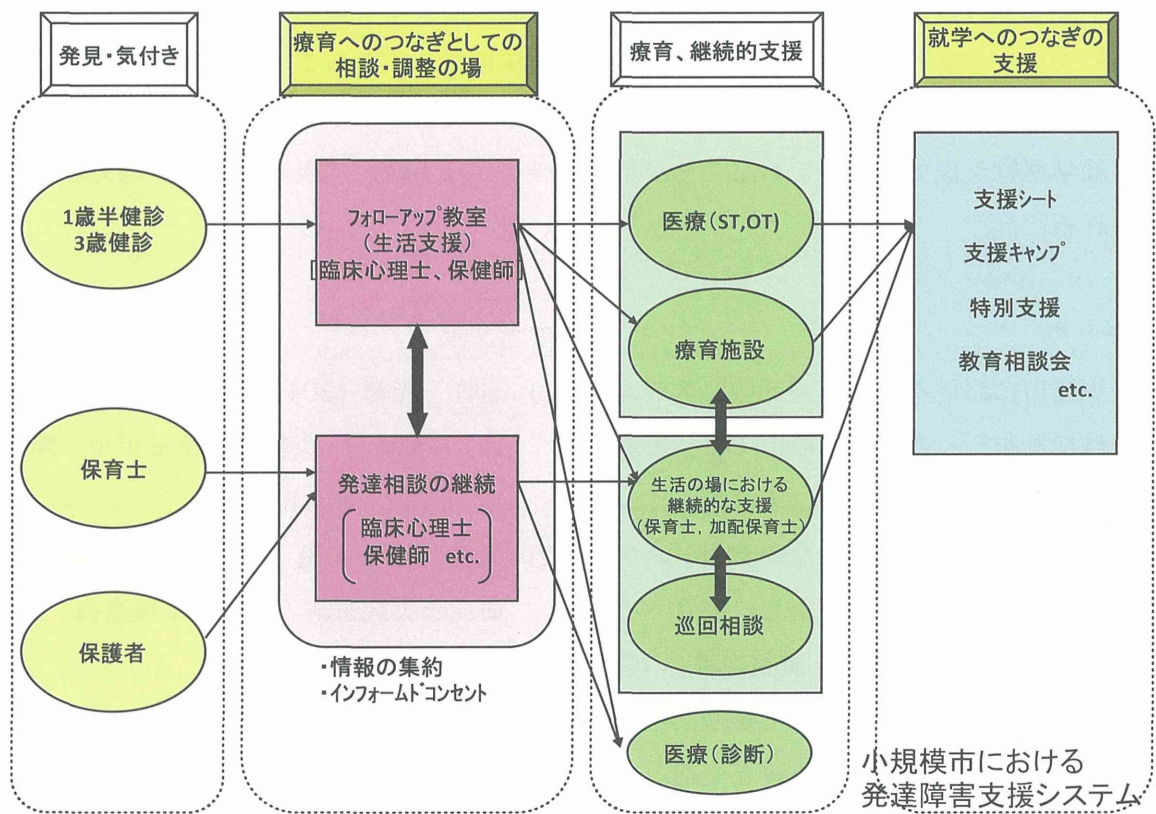 発見・気付き
療育へのつなぎとしての
相談・調整の場
療育、継続的支援
就学へのつなぎの
支援
1歳半健診
3歳健診
保育士
保護者
フォローアップ教室
(生活支援)
[臨床心理士、保健師]
発達相談の継続
臨床心理士
保健師 etc.
・情報の集約
・インフォームドコンセント
医療(ST,OT)
療育施設
生活の場における
継続的な支援
(保育士, 加配保育士)
巡回相談
医療(診断)
支援シート
支援キャンプ
特別支援
教育相談会
etc.
小規模市における
発達障害支援システム